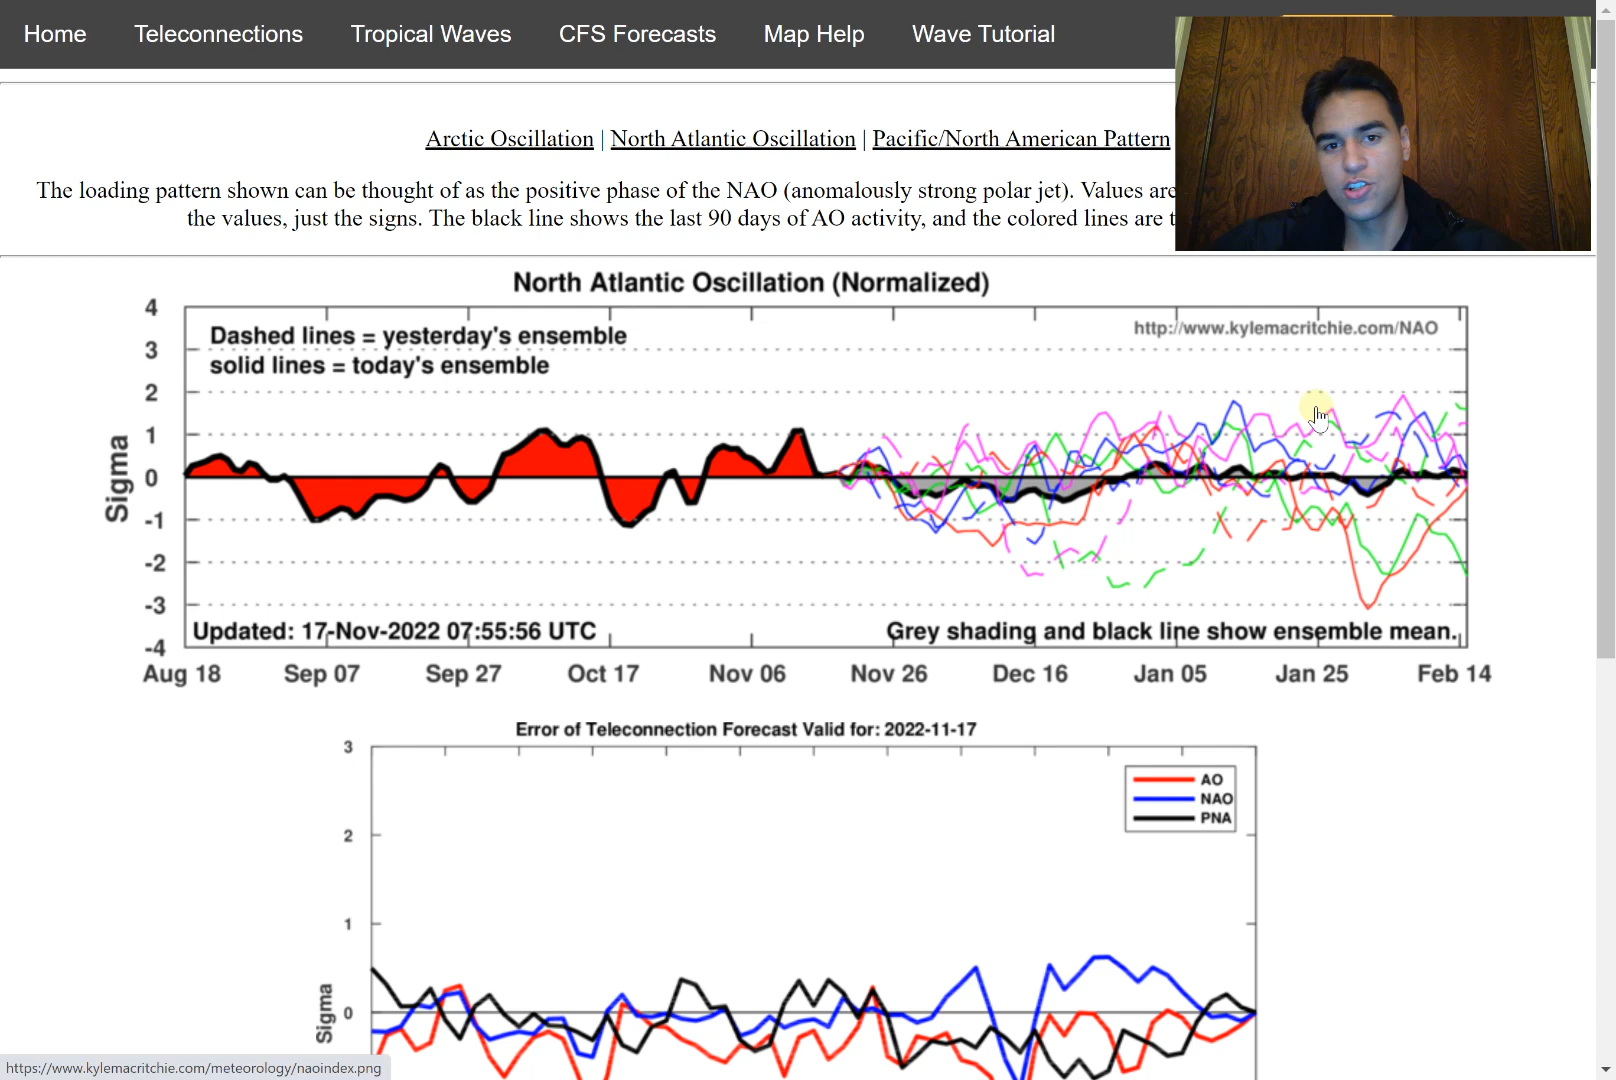 Home Teleconnections Tropical Waves CFS Forecasts Map Help Wave Tutorial
Arctic Oscillation | North Atlantic Oscillation | Pacific/North American Pattern
The loading pattern shown can be thought of as the positive phase of the NAO (anomalously strong polar jet). Values are
the values, just the signs. The black line shows the last 90 days of AO activity, and the colored lines are
North Atlantic Oscillation (Normalized)
Dashed lines = yesterday's ensemble
solid lines = today's ensemble
http://www.kylemacritchie.com/NAO
4
3
2
1
0
-1
-2
-3
-4
Sigma
Updated: 17-Nov-2022 07:55:56 UTC
Grey shading and black line show ensemble mean.
Aug 18 Sep 07 Sep 27 Oct 17 Nov 06 Nov 26 Dec 16 Jan 05 Jan 25 Feb 14
Error of Teleconnection Forecast Valid for: 2022-11-17
3
2
1
0
Sigma
AO
NAO
PNA
https://www.kylemacritchie.com/meteorology/naoindex.png